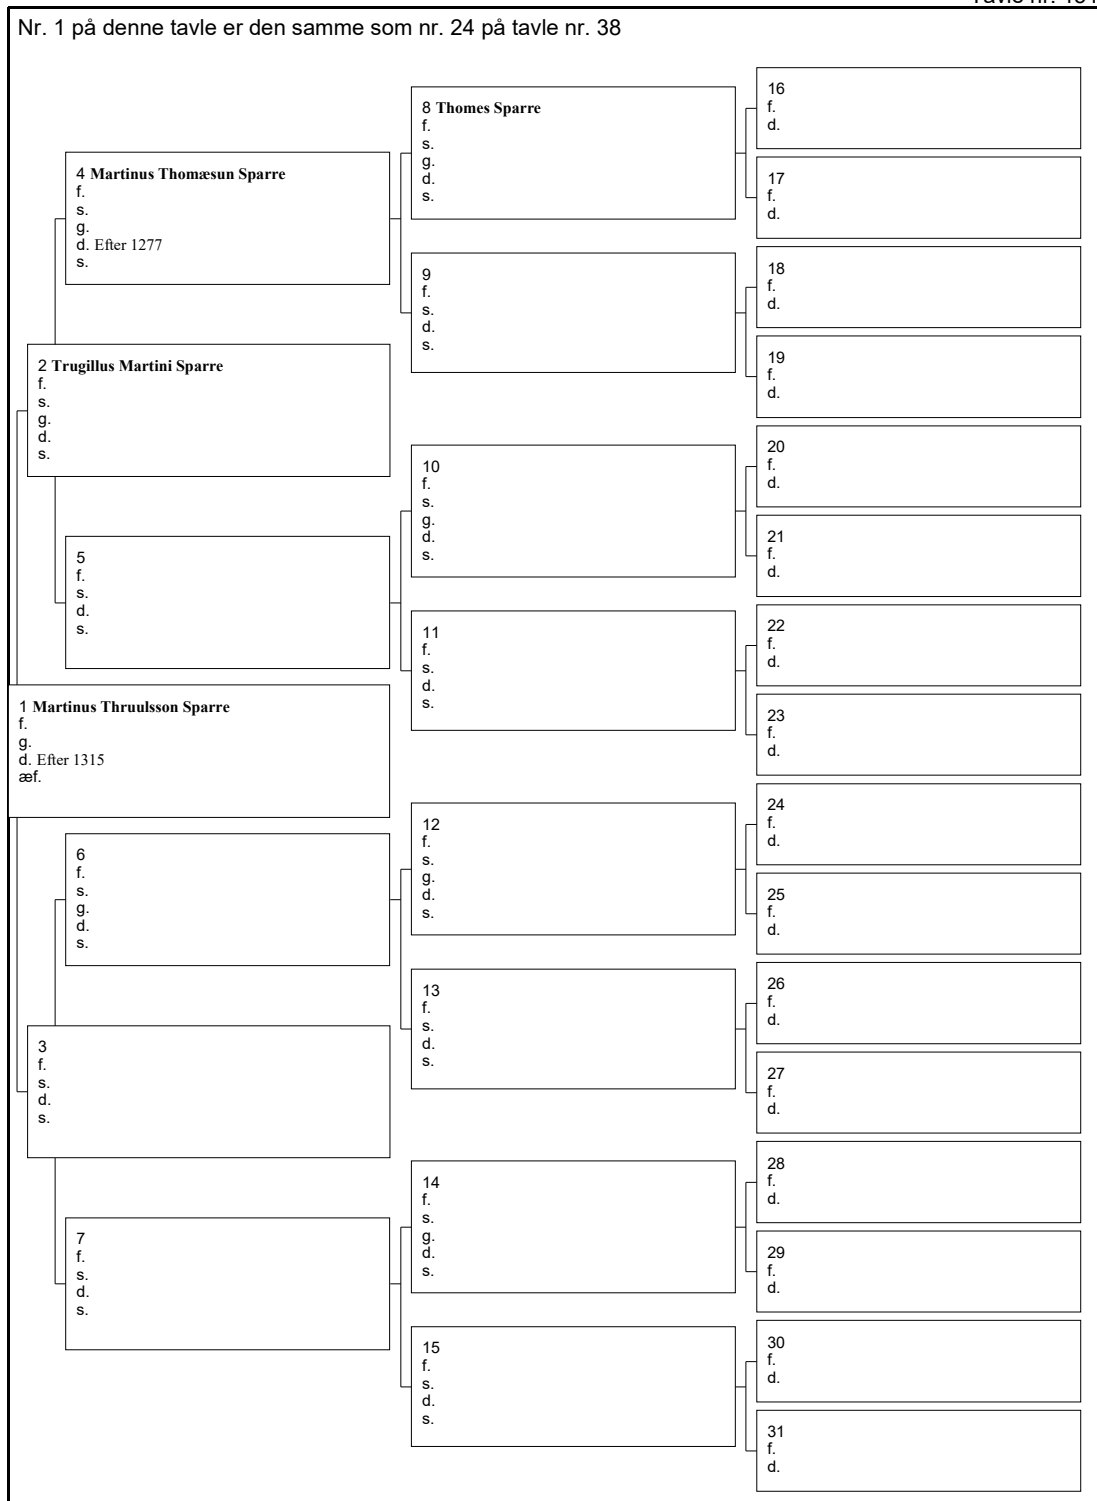 Nr. 1 på denne tavle er den samme som nr. 24 på tavle nr. 38
16
f.
d.
8 Thomes Sparre
f.
s.
g.
d.
s.
17
f.
d.
4 Martinus Thomæsun Sparre
f.
s.
g.
d. Efter 1277
s.
18
f.
d.
9
f.
s.
d.
s.
19
f.
d.
2 Trugillus Martini Sparre
f.
s.
g.
d.
s.
20
f.
d.
10
f.
s.
g.
d.
s.
21
f.
d.
5
f.
s.
d.
s.
22
f.
d.
11
f.
s.
d.
s.
23
f.
d.
1 Martinus Thruulsson Sparre
f.
g.
d. Efter 1315
æf.
24
f.
d.
12
f.
s.
g.
d.
s.
25
f.
d.
6
f.
s.
g.
d.
s.
26
f.
d.
13
f.
s.
d.
s.
27
f.
d.
3
f.
s.
d.
s.
28
f.
d.
14
f.
s.
g.
d.
s.
29
f.
d.
7
f.
s.
d.
s.
30
f.
d.
15
f.
s.
d.
s.
31
f.
d.